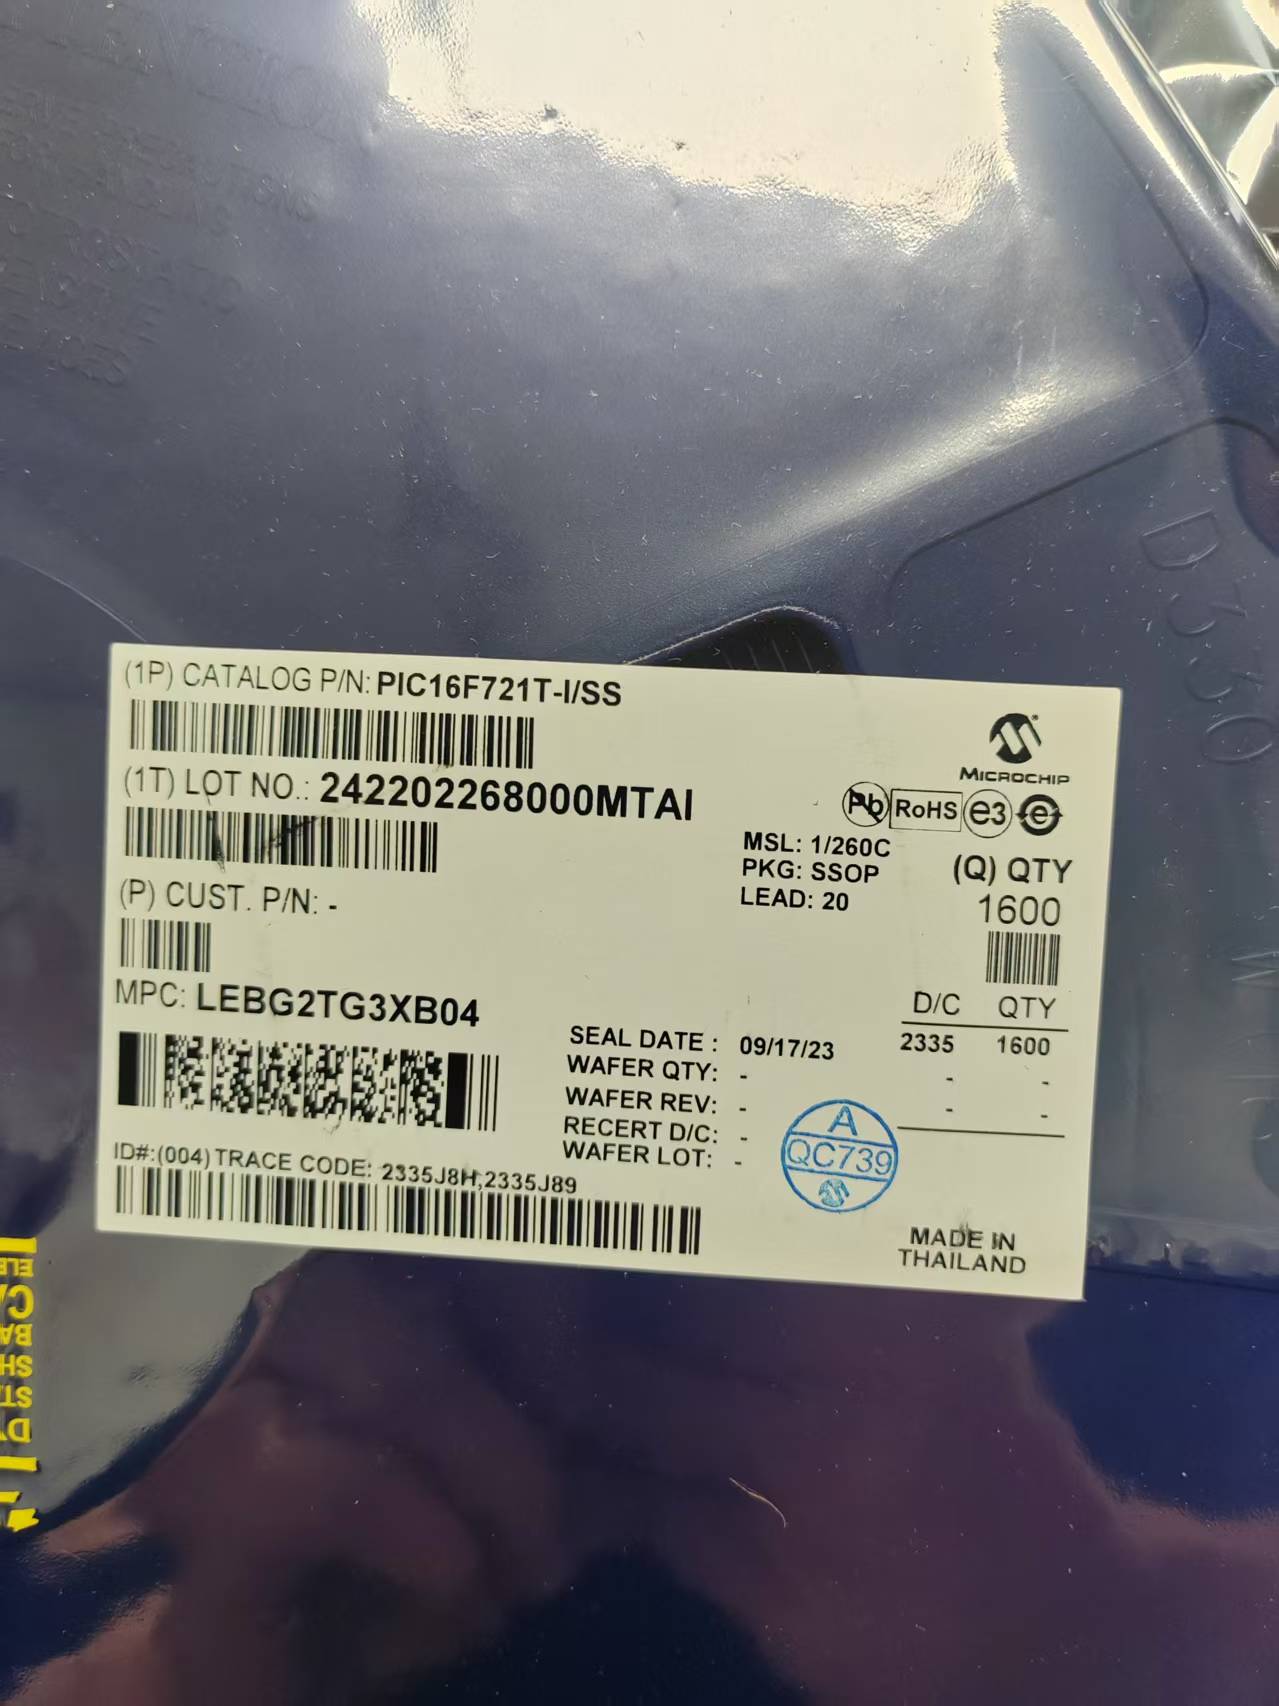 (1P) CATALOG P/N: PIC16F721T-I/SS
MICROCHIP
(1T) LOT NO.: 242202268000MTAI
Pb RoHS e3 e
MSL: 1/260C
PKG: SSOP
LEAD: 20
(Q) QTY
1600
(P) CUST. P/N: -
MPC: LEBG2TG3XB04
D/C QTY
2335 1600
- -
- -
SEAL DATE : 09/17/23
WAFER QTY: -
WAFER REV: -
RECERT D/C: -
WAFER LOT: -
A
QC739
ID#:(004) TRACE CODE: 2335J8H,2335J89
MADE IN
THAILAND
D330